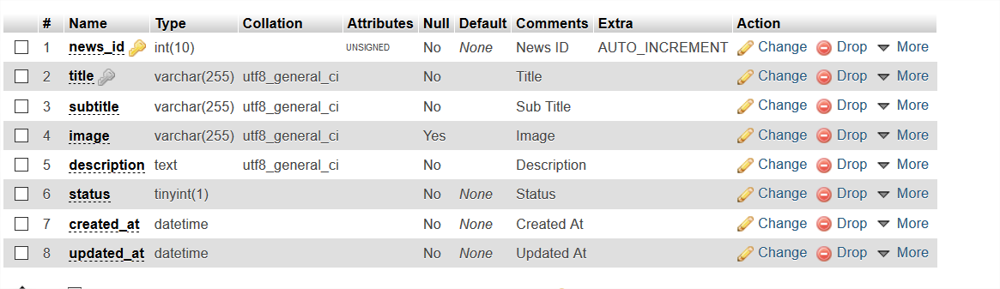 # Name Type Collation Attributes Null Default Comments Extra Action
1 news_id int(10) UNSIGNED No None News ID AUTO_INCREMENT Change Drop More
2 title varchar(255) utf8_general_ci No Title Change Drop More
3 subtitle varchar(255) utf8_general_ci No Sub Title Change Drop More
4 image varchar(255) utf8_general_ci Yes Image Change Drop More
5 description text utf8_general_ci No Description Change Drop More
6 status tinyint(1) No None Status Change Drop More
7 created_at datetime No None Created At Change Drop More
8 updated_at datetime No None Updated At Change Drop More